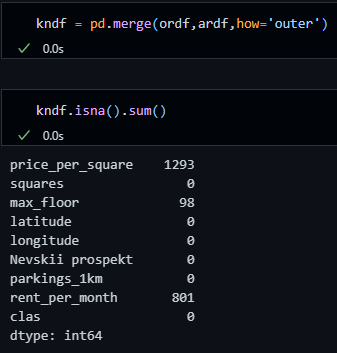 kndf = pd.merge(ordf,ardf,how='outer')
0.0s
kndf.isna().sum()
0.0s
price_per_square 1293
squares 0
max_floor 98
latitude 0
longitude 0
Nevskii prospekt 0
parkings_1km 0
rent_per_month 801
clas 0
dtype: int64